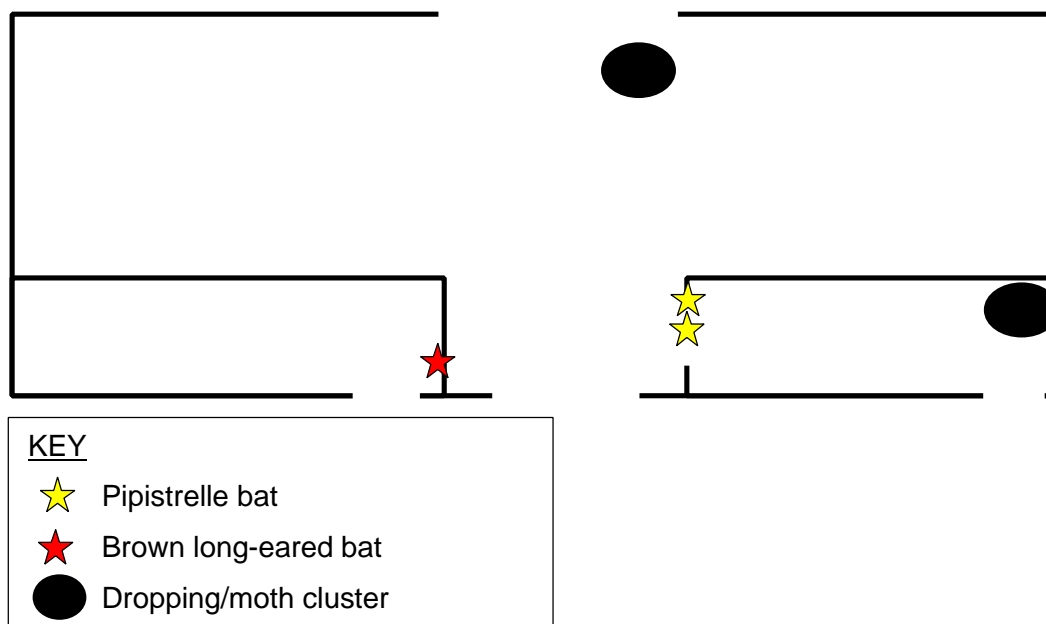 KEY
Pipistrelle bat
Brown long-eared bat
Dropping/moth cluster